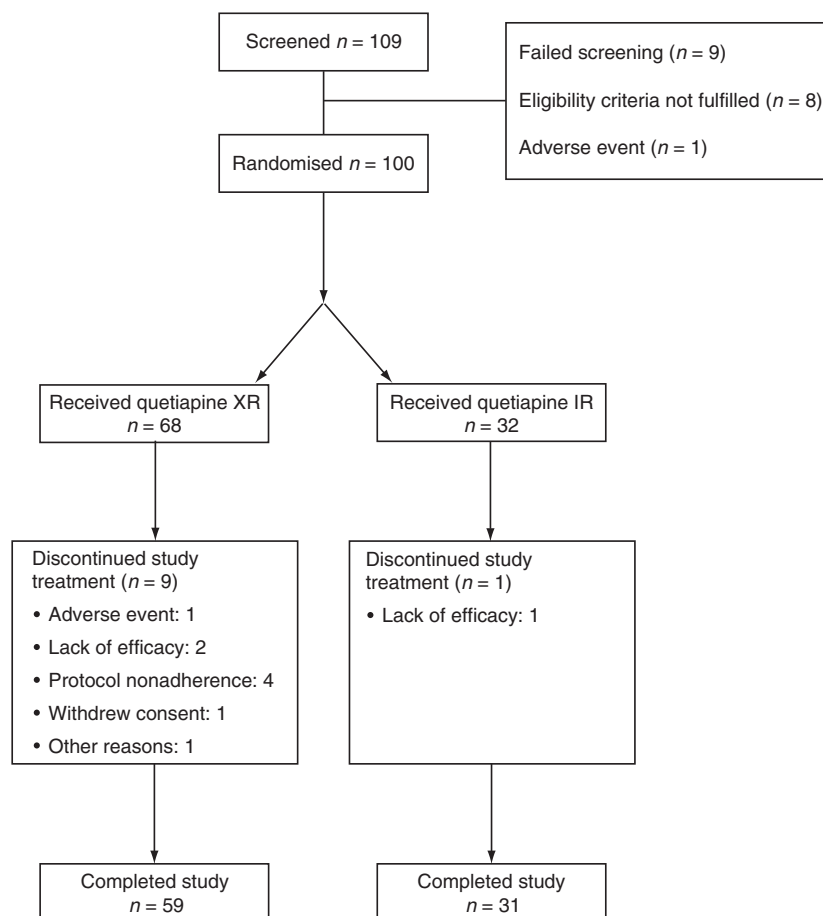 Screened n = 109
Failed screening (n = 9)
Eligibility criteria not fulfilled (n = 8)
Adverse event (n = 1)
Randomised n = 100
Received quetiapine XR
n = 68
Received quetiapine IR
n = 32
Discontinued study
treatment (n = 9)
• Adverse event: 1
• Lack of efficacy: 2
• Protocol nonadherence: 4
• Withdrew consent: 1
• Other reasons: 1
Discontinued study
treatment (n = 1)
• Lack of efficacy: 1
Completed study
n = 59
Completed study
n = 31